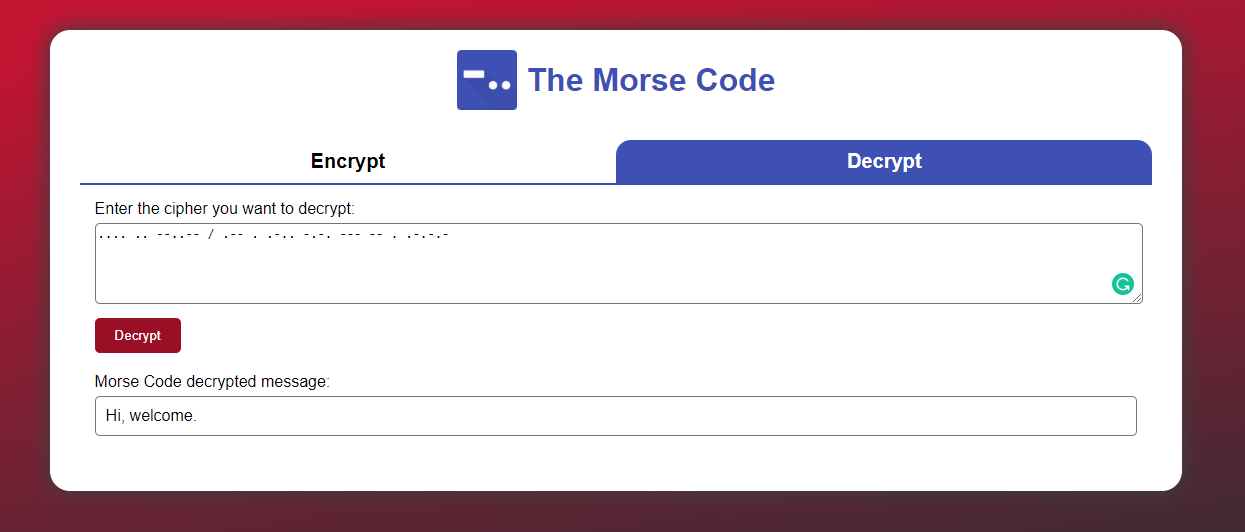 The Morse Code
Encrypt
Decrypt
Enter the cipher you want to decrypt:
.... .. --..-- / .-- . .-.. -.-. --- -- . .-.-.-
Decrypt
Morse Code decrypted message:
Hi, welcome.